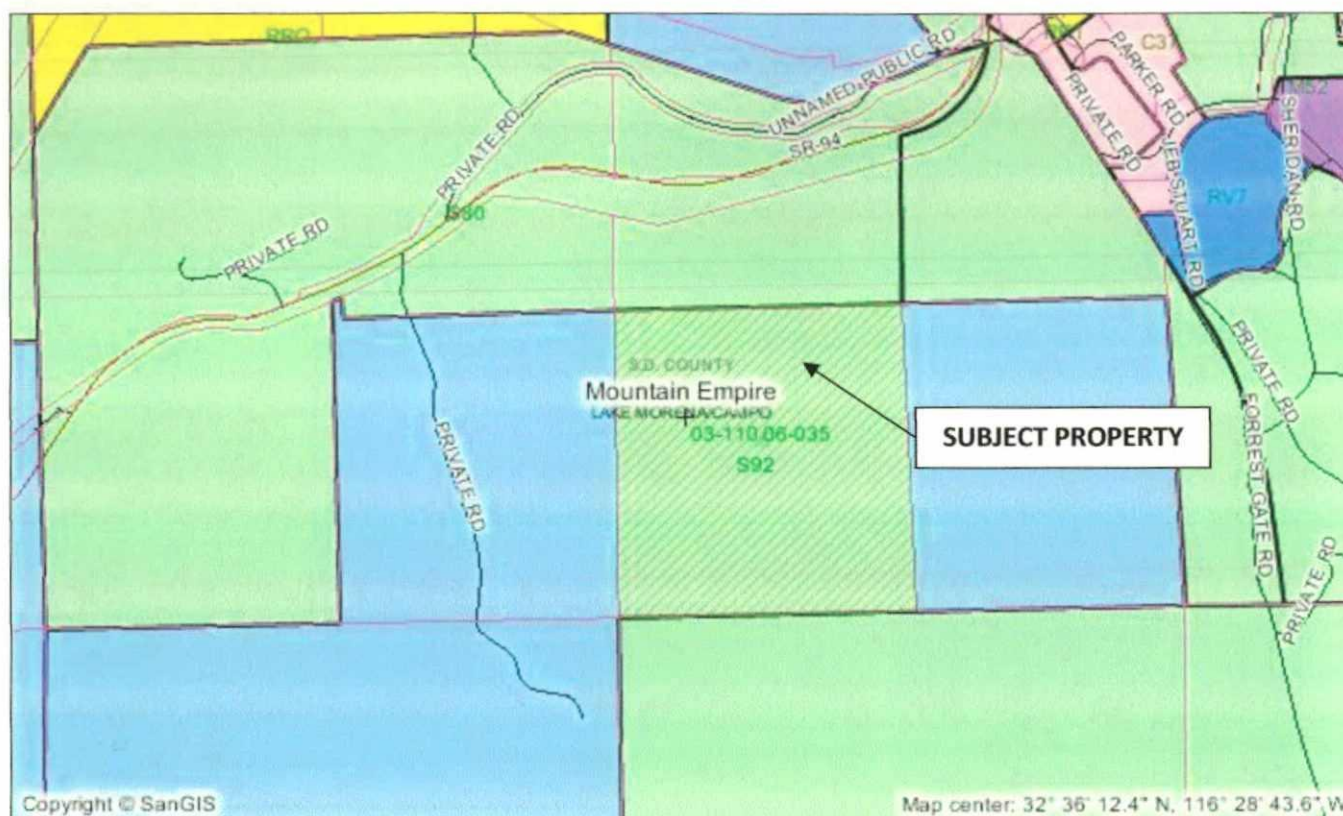 RRO
UNNAMED PUBLIC RD
SR-94
PRIVATE RD
PRIVATE RD
S80
PARKER RD
C37
PRIVATE RD
JEB STUART RD
M52
SHERIDAN RD
RV7
S.D. COUNTY
Mountain Empire
LAKE MORENA/CAMPO
03-110.06-035
S92
SUBJECT PROPERTY
PRIVATE RD
PRIVATE RD
FORREST GATE RD
PRIVATE RD
Copyright © SanGIS
Map center: 32° 36' 12.4" N, 116° 28' 43.6" W